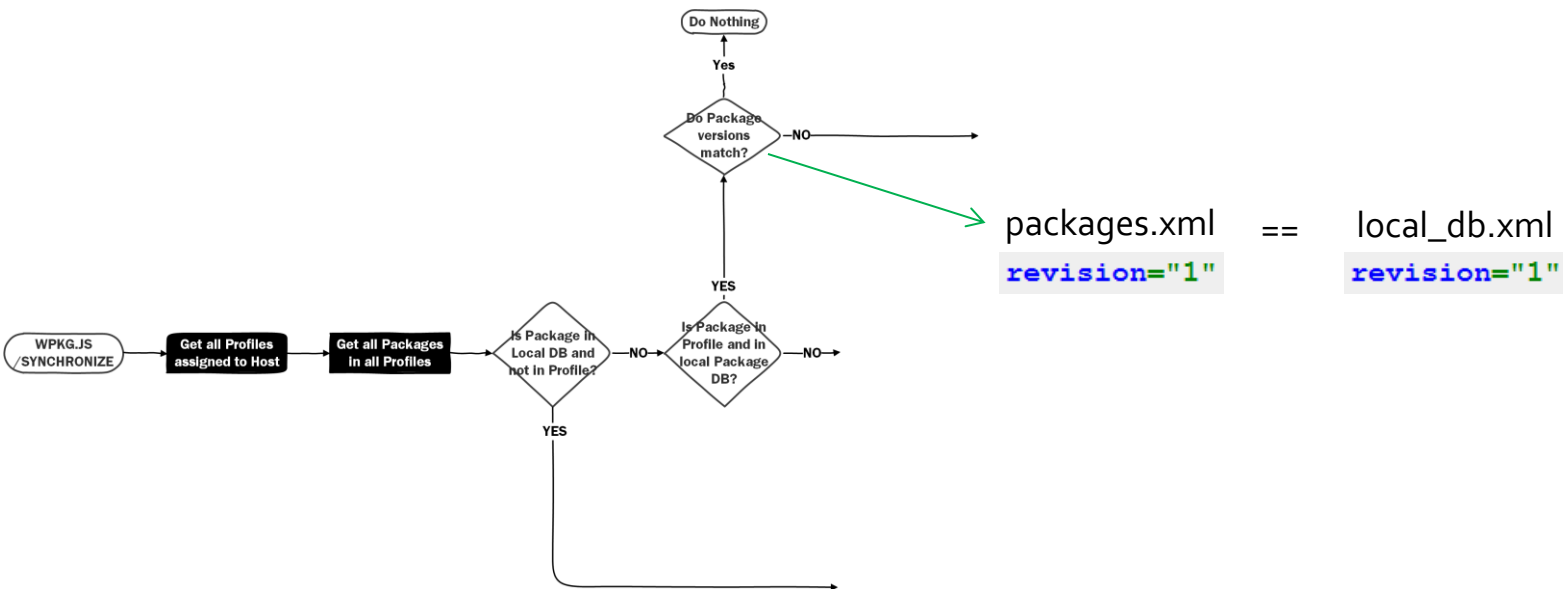 Do Nothing
Yes
Do Package
versions
match?
NO
packages.xml == local_db.xml
revision="1" revision="1"
YES
WPKG.JS
/SYNCHRONIZE
Get all Profiles
assigned to Host
Get all Packages
in all Profiles
Is Package in
Local DB and
not in Profile?
NO
Is Package in
Profile and in
local Package
DB?
NO
YES